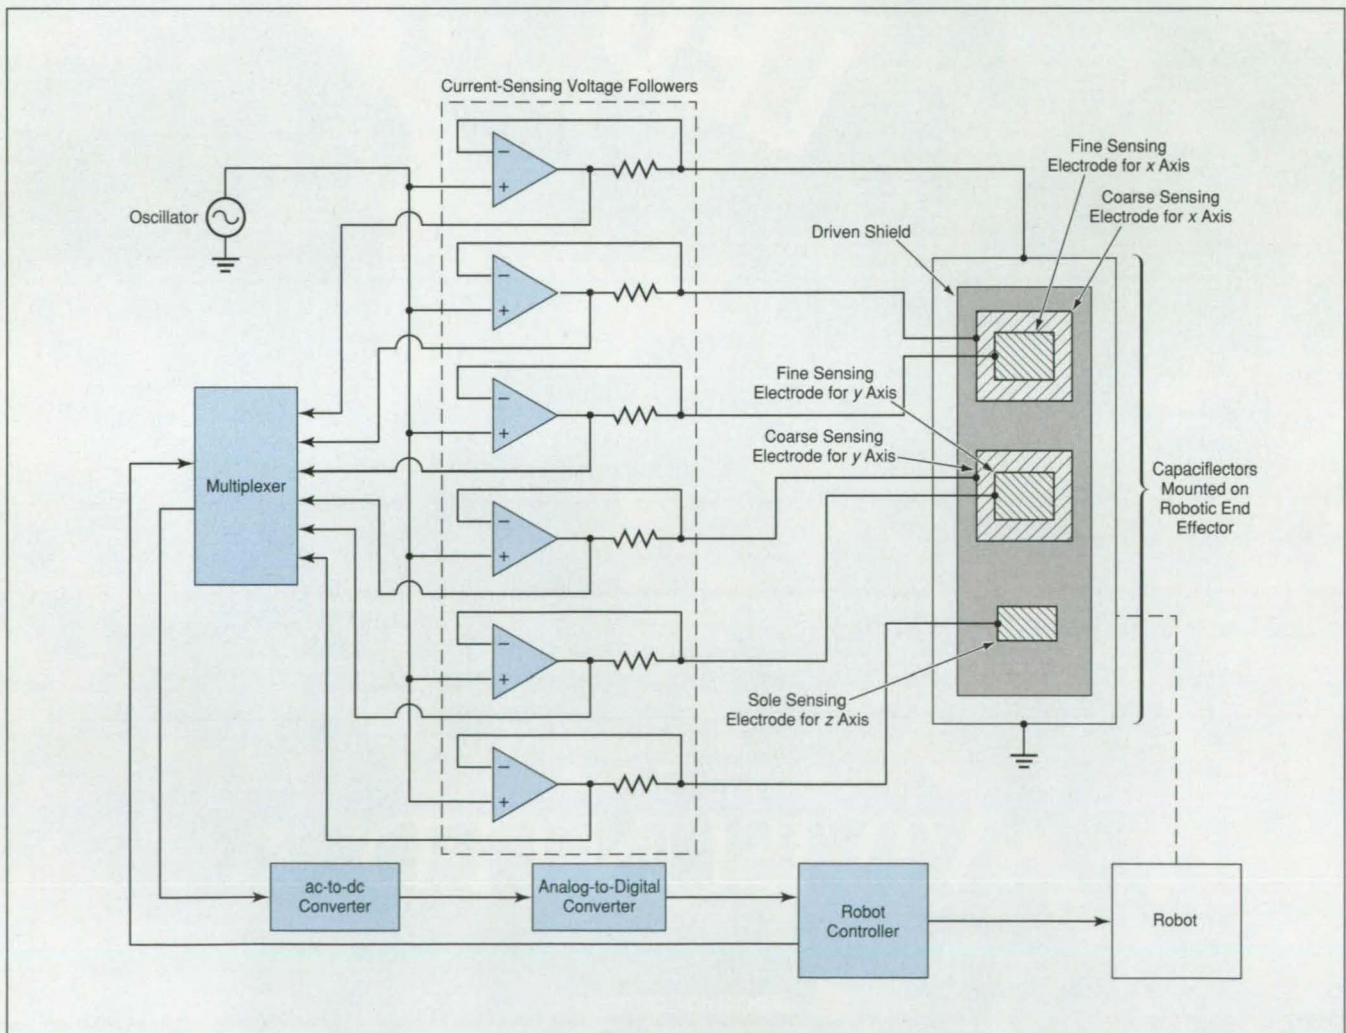 Current-Sensing Voltage Followers
Fine Sensing
Electrode for x Axis
Coarse Sensing
Electrode for x Axis
Oscillator
Driven Shield
Fine Sensing
Electrode for y Axis
Coarse Sensing
Electrode for y Axis
Multiplexer
Capaciflectors
Mounted on
Robotic End
Effector
Sole Sensing
Electrode for z Axis
ac-to-dc
Converter
Analog-to-Digital
Converter
Robot
Controller
Robot
−
+
−
+
−
+
−
+
−
+
−
+